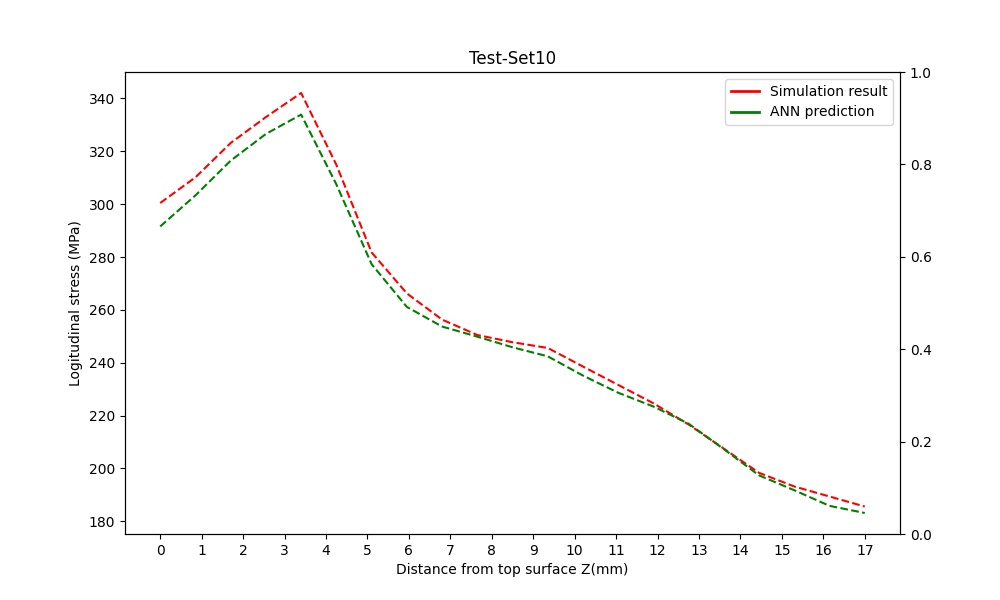 Test-Set10
Simulation result
ANN prediction
Logitudinal stress (MPa)
340
320
300
280
260
240
220
200
180
1.0
0.8
0.6
0.4
0.2
0.0
0 1 2 3 4 5 6 7 8 9 10 11 12 13 14 15 16 17
Distance from top surface Z(mm)